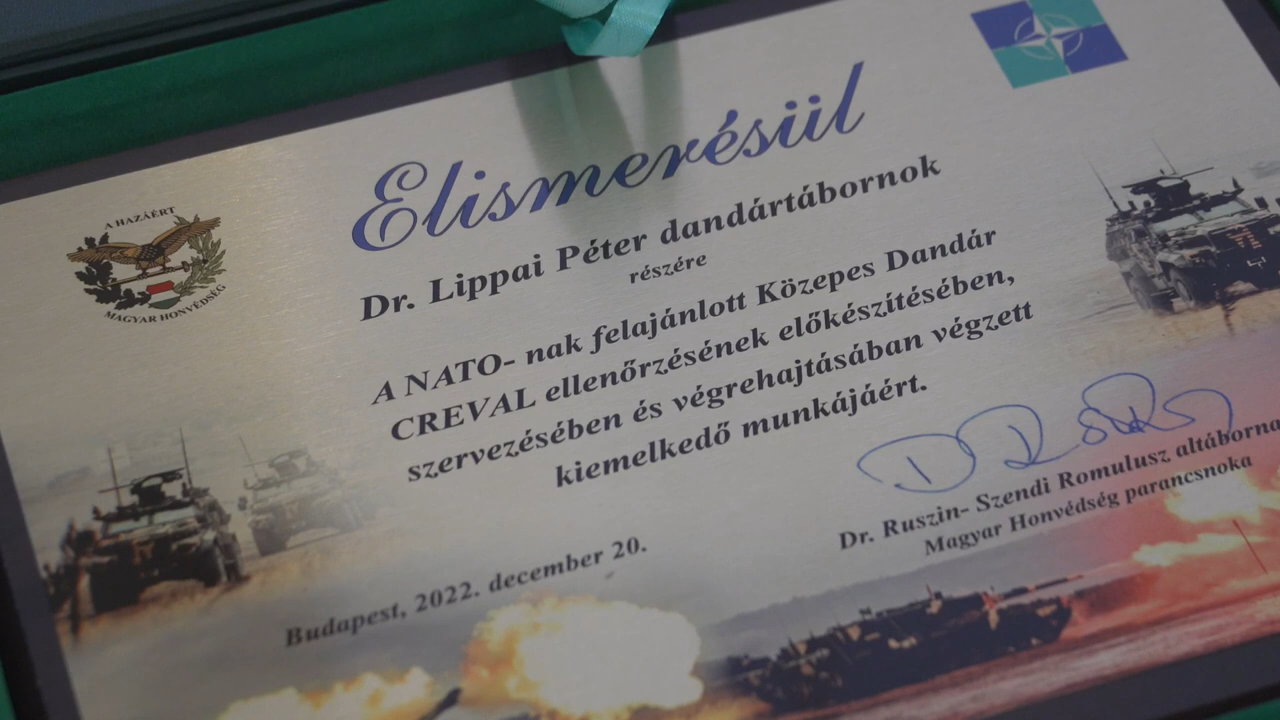 Elismerésül
Dr. Lippai Péter dandártábornok
részére
A HAZÁÉRT
MAGYAR HONVÉDSÉG
A NATO- nak felajánlott Közepes Dandár
CREVAL ellenőrzésének előkészítésében,
szervezésében és végrehajtásában végzett
kiemelkedő munkájáért.
Dr. Ruszin- Szendi Romulusz altáborna
Magyar Honvédség parancsnoka
Budapest, 2022. december 20.